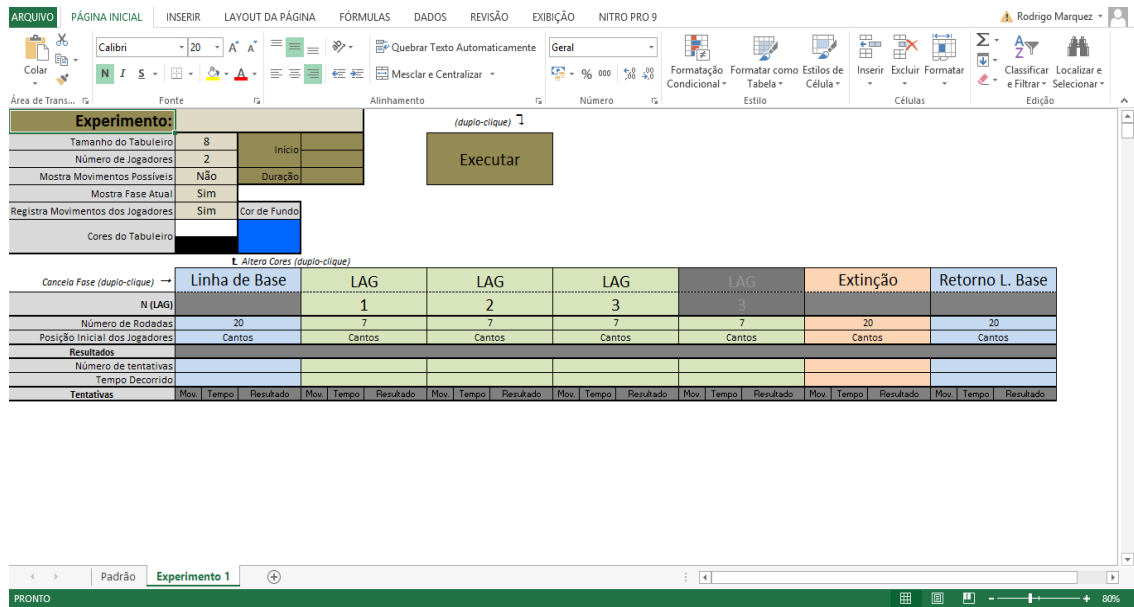 ARQUIVO PÁGINA INICIAL INSERIR LAYOUT DA PÁGINA FÓRMULAS DADOS REVISÃO EXIBIÇÃO NITRO PRO 9 Rodrigo Marquez
Calibri 20 A A Quebrar Texto Automaticamente Geral
Colar N I S A Mesclar e Centralizar % 000 Formatação Condicional Formatar como Tabela Estilos de Célula Inserir Excluir Formatar Classificar e Filtrar Localizar e Selecionar
Área de Trans... Fonte Alinhamento Número Estilo Células Edição
Experimento: (duplo-clique)
Tamanho do Tabuleiro 8 Início
Número de Jogadores 2 Executar
Mostra Movimentos Possíveis Não Duração
Mostra Fase Atual Sim
Registra Movimentos dos Jogadores Sim Cor de Fundo
Cores do Tabuleiro
t. Altera Cores (duplo-clique)
Cancela Fase (duplo-clique) → Linha de Base LAG LAG LAG LAG Extinção Retorno L. Base
N (LAG) 1 2 3 3
Número de Rodadas 20 7 7 7 7 20 20
Posição Inicial dos Jogadores Cantos Cantos Cantos Cantos Cantos Cantos Cantos
Resultados
Número de tentativas
Tempo Decorrido
Tentativas Mov. Tempo Resultado Mov. Tempo Resultado Mov. Tempo Resultado Mov. Tempo Resultado Mov. Tempo Resultado Mov. Tempo Resultado Mov. Tempo Resultado
Padrão Experimento 1
PRONTO 80%